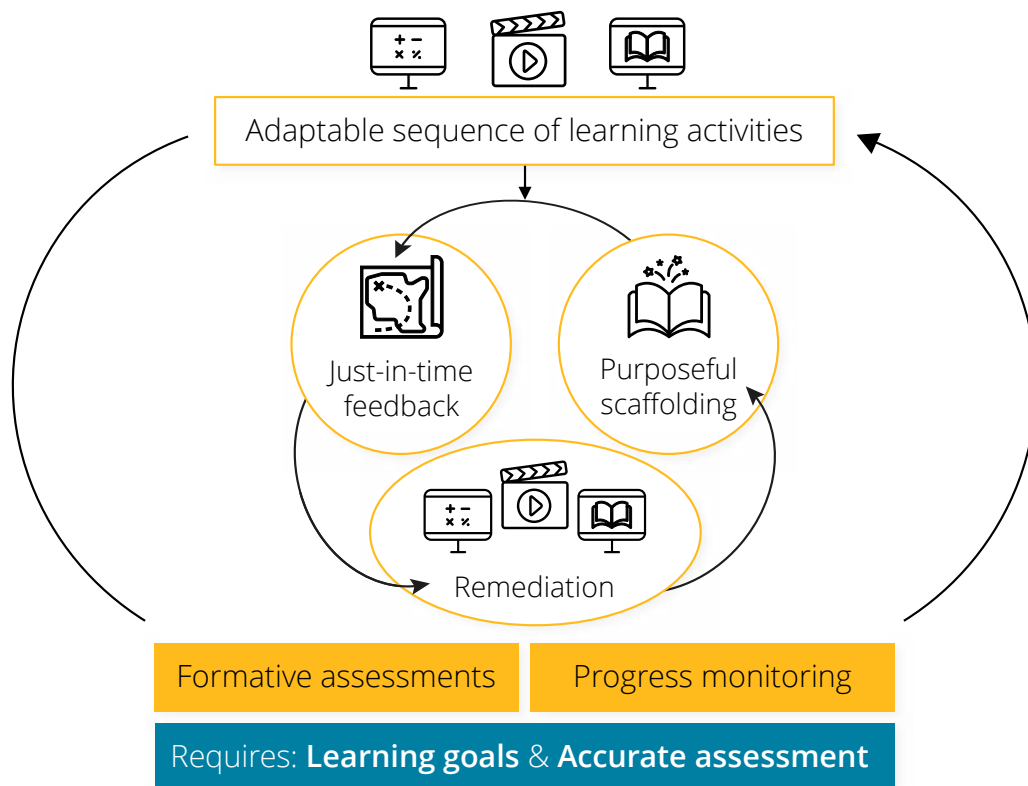 Adaptable sequence of learning activities
Just-in-time
feedback
Purposeful
scaffolding
Remediation
Formative assessments
Progress monitoring
Requires: Learning goals & Accurate assessment